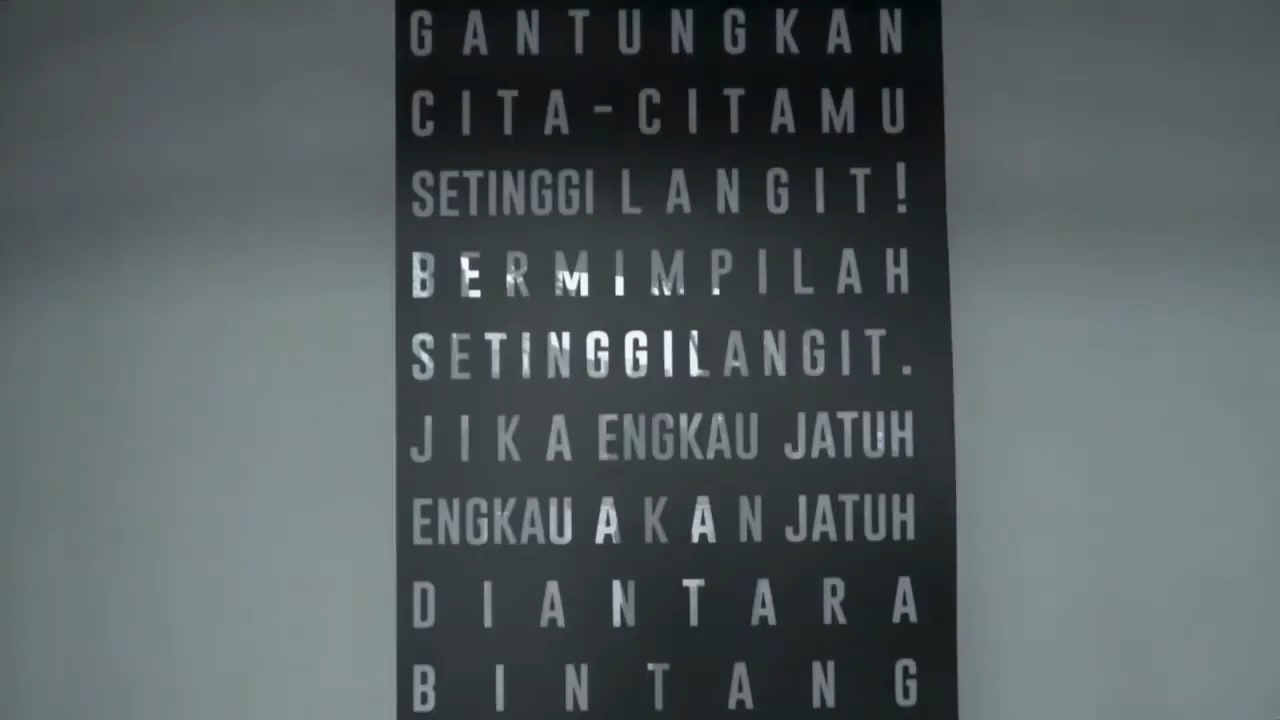 GANTUNGKAN
CITA-CITAMU
SETINGGI LANGIT!
BERMIMPILAH
SETINGGILANGIT.
JIKA ENGKAU JATUH
ENGKAU AKAN JATUH
DIANTARA
BINTANG